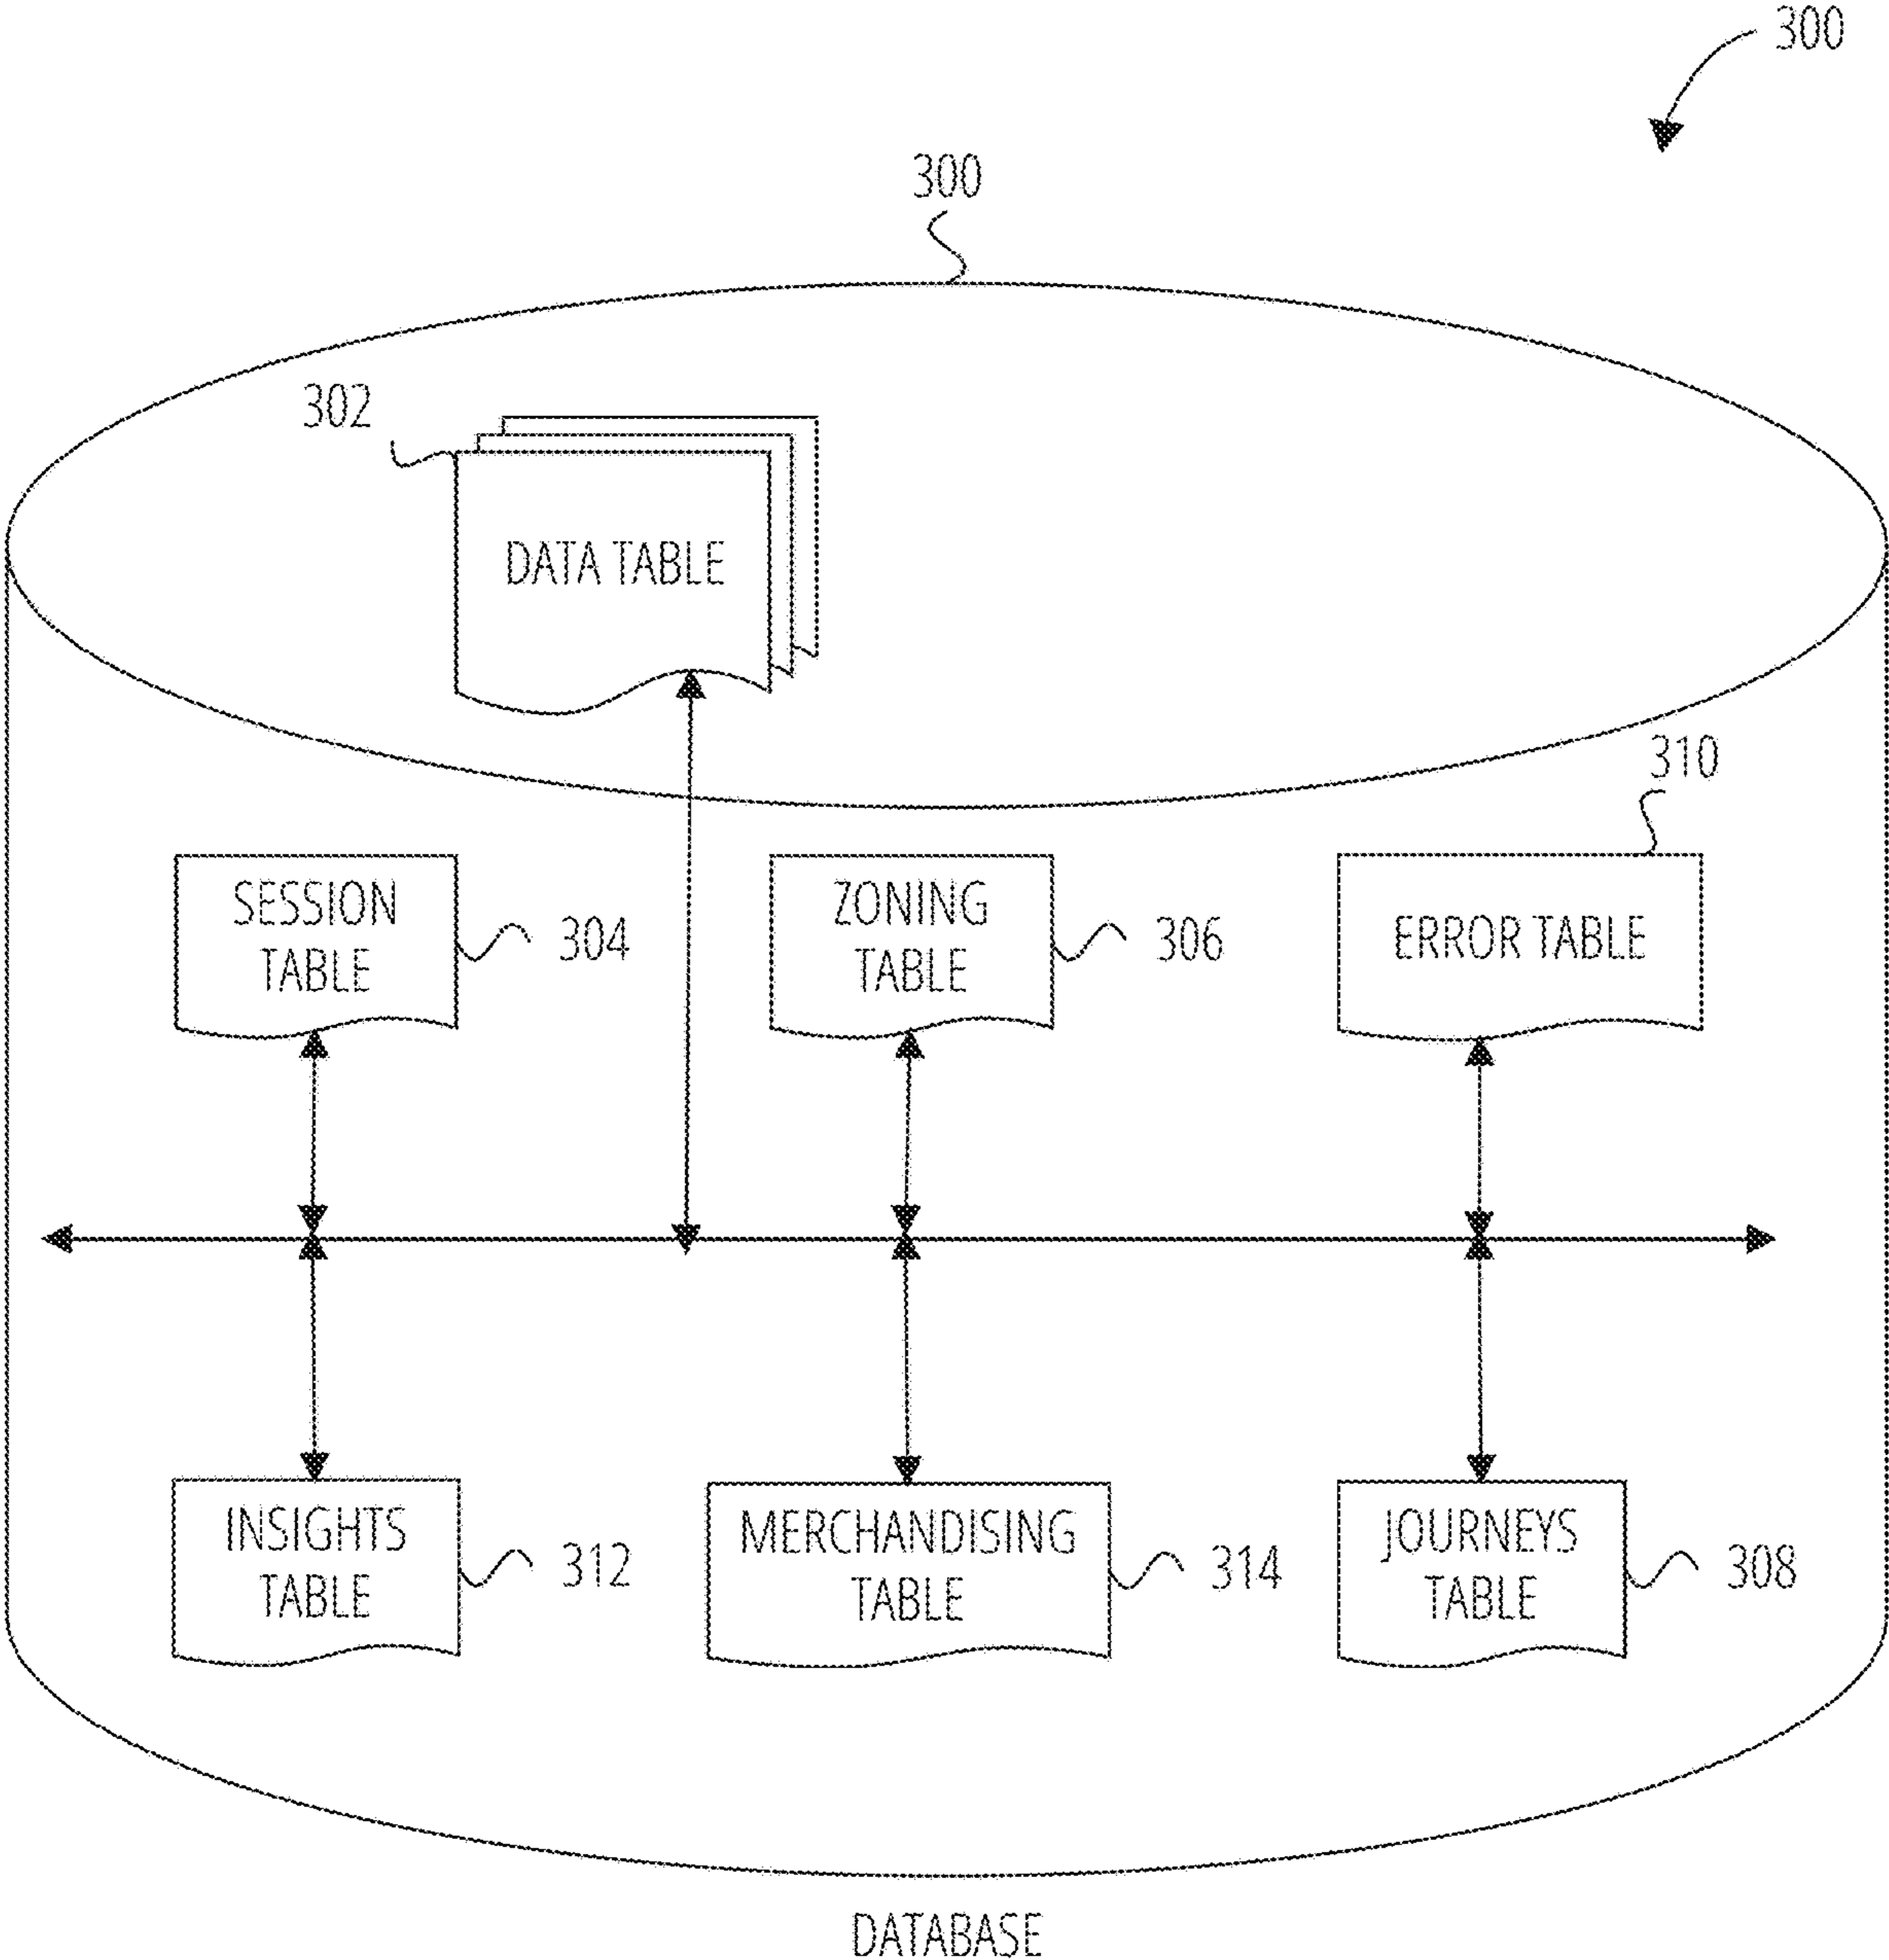 300
300
302
DATA TABLE
310
SESSION
TABLE
304
ZONING
TABLE
306
ERROR TABLE
INSIGHTS
TABLE
312
MERCHANDISING
TABLE
314
JOURNEYS
TABLE
308
DATABASE